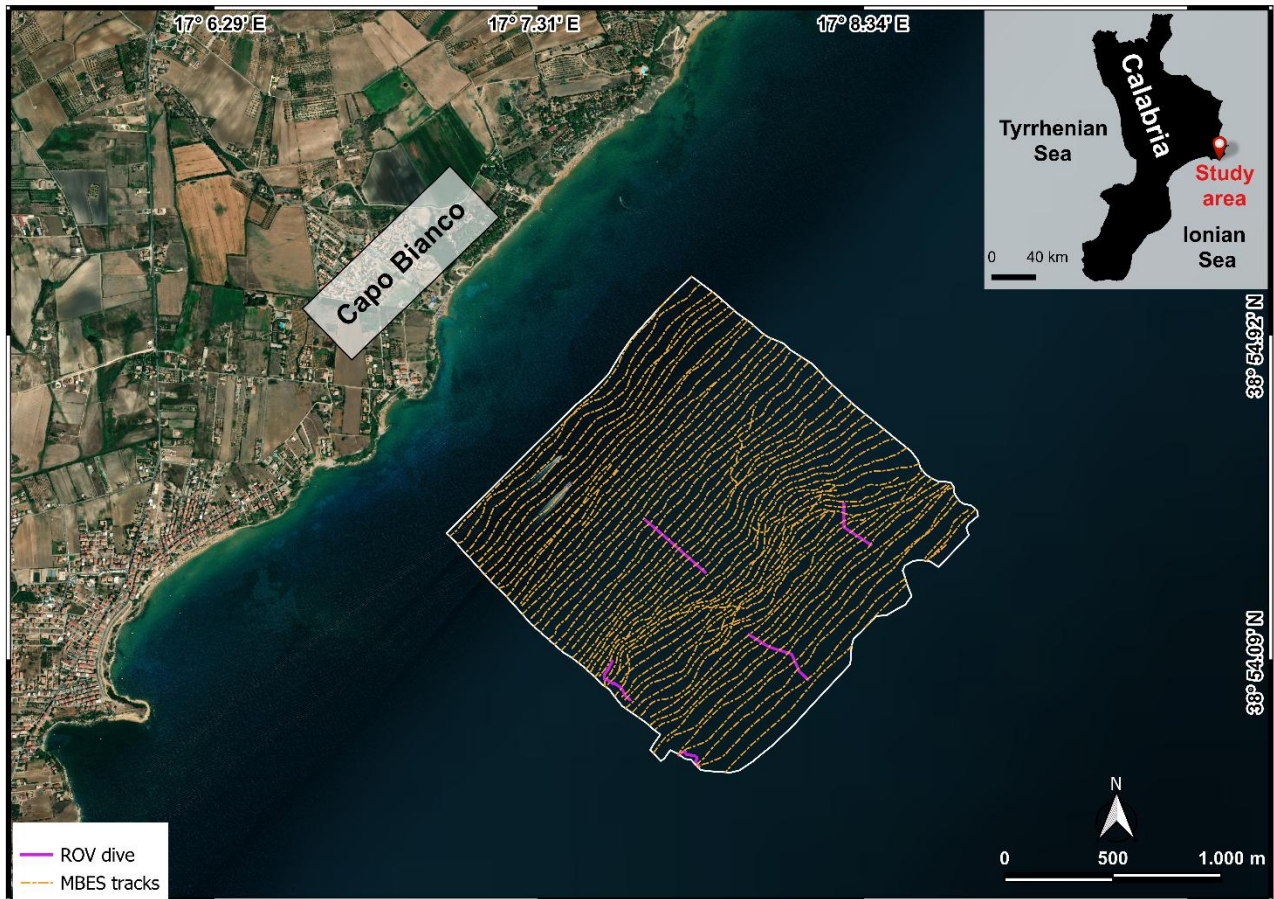 17° 6.29' E
17° 7.31' E
17° 8.34' E
Calabria
Tyrrhenian
Sea
Study
area
Ionian
Sea
0 40 km
Capo Bianco
38° 54.92' N
38° 54.09' N
N
0 500 1.000 m
ROV dive
MBES tracks